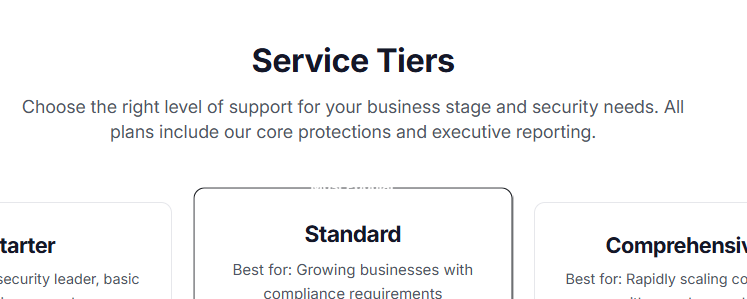 Service Tiers
Choose the right level of support for your business stage and security needs. All
plans include our core protections and executive reporting.
tarter
Standard
Comprehensiv
security leader, basic
Best for: Growing businesses with
Best for: Rapidly scaling co
compliance requirements